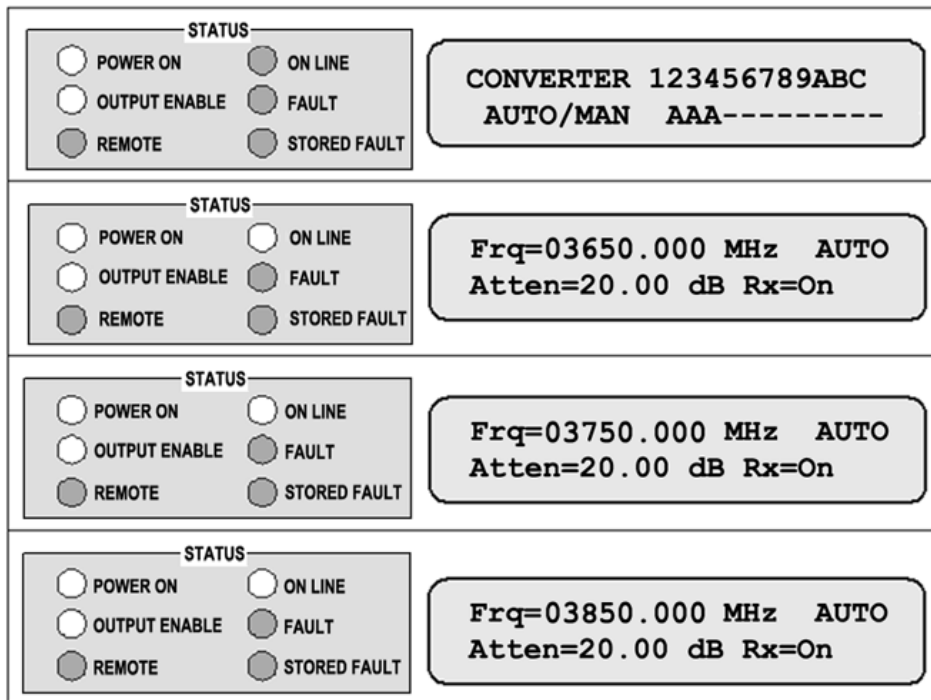 STATUS
POWER ON ON LINE
OUTPUT ENABLE FAULT
REMOTE STORED FAULT
CONVERTER 123456789ABC
AUTO/MAN AAA---------
STATUS
POWER ON ON LINE
OUTPUT ENABLE FAULT
REMOTE STORED FAULT
Frq=03650.000 MHz AUTO
Atten=20.00 dB Rx=On
STATUS
POWER ON ON LINE
OUTPUT ENABLE FAULT
REMOTE STORED FAULT
Frq=03750.000 MHz AUTO
Atten=20.00 dB Rx=On
STATUS
POWER ON ON LINE
OUTPUT ENABLE FAULT
REMOTE STORED FAULT
Frq=03850.000 MHz AUTO
Atten=20.00 dB Rx=On